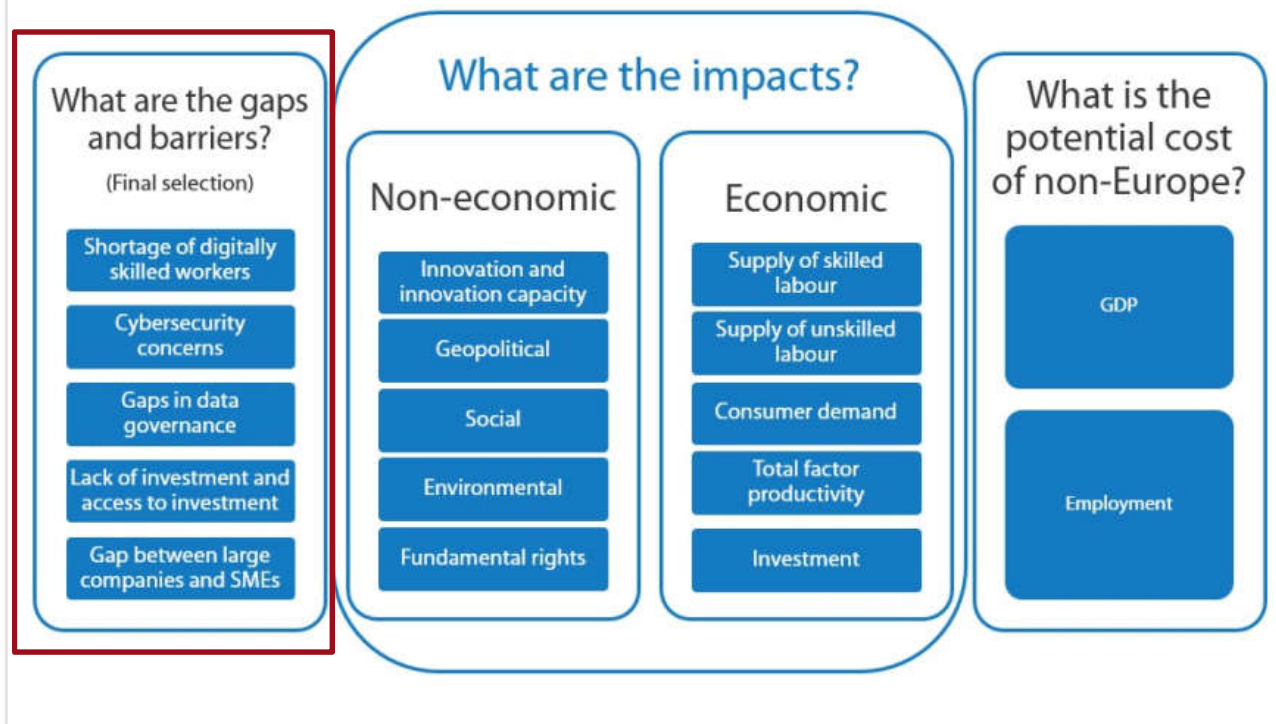 What are the gaps
and barriers?
(Final selection)
Shortage of digitally
skilled workers
Cybersecurity
concerns
Gaps in data
governance
Lack of investment and
access to investment
Gap between large
companies and SMEs
What are the impacts?
Non-economic
Innovation and
innovation capacity
Geopolitical
Social
Environmental
Fundamental rights
Economic
Supply of skilled
labour
Supply of unskilled
labour
Consumer demand
Total factor
productivity
Investment
What is the
potential cost
of non-Europe?
GDP
Employment